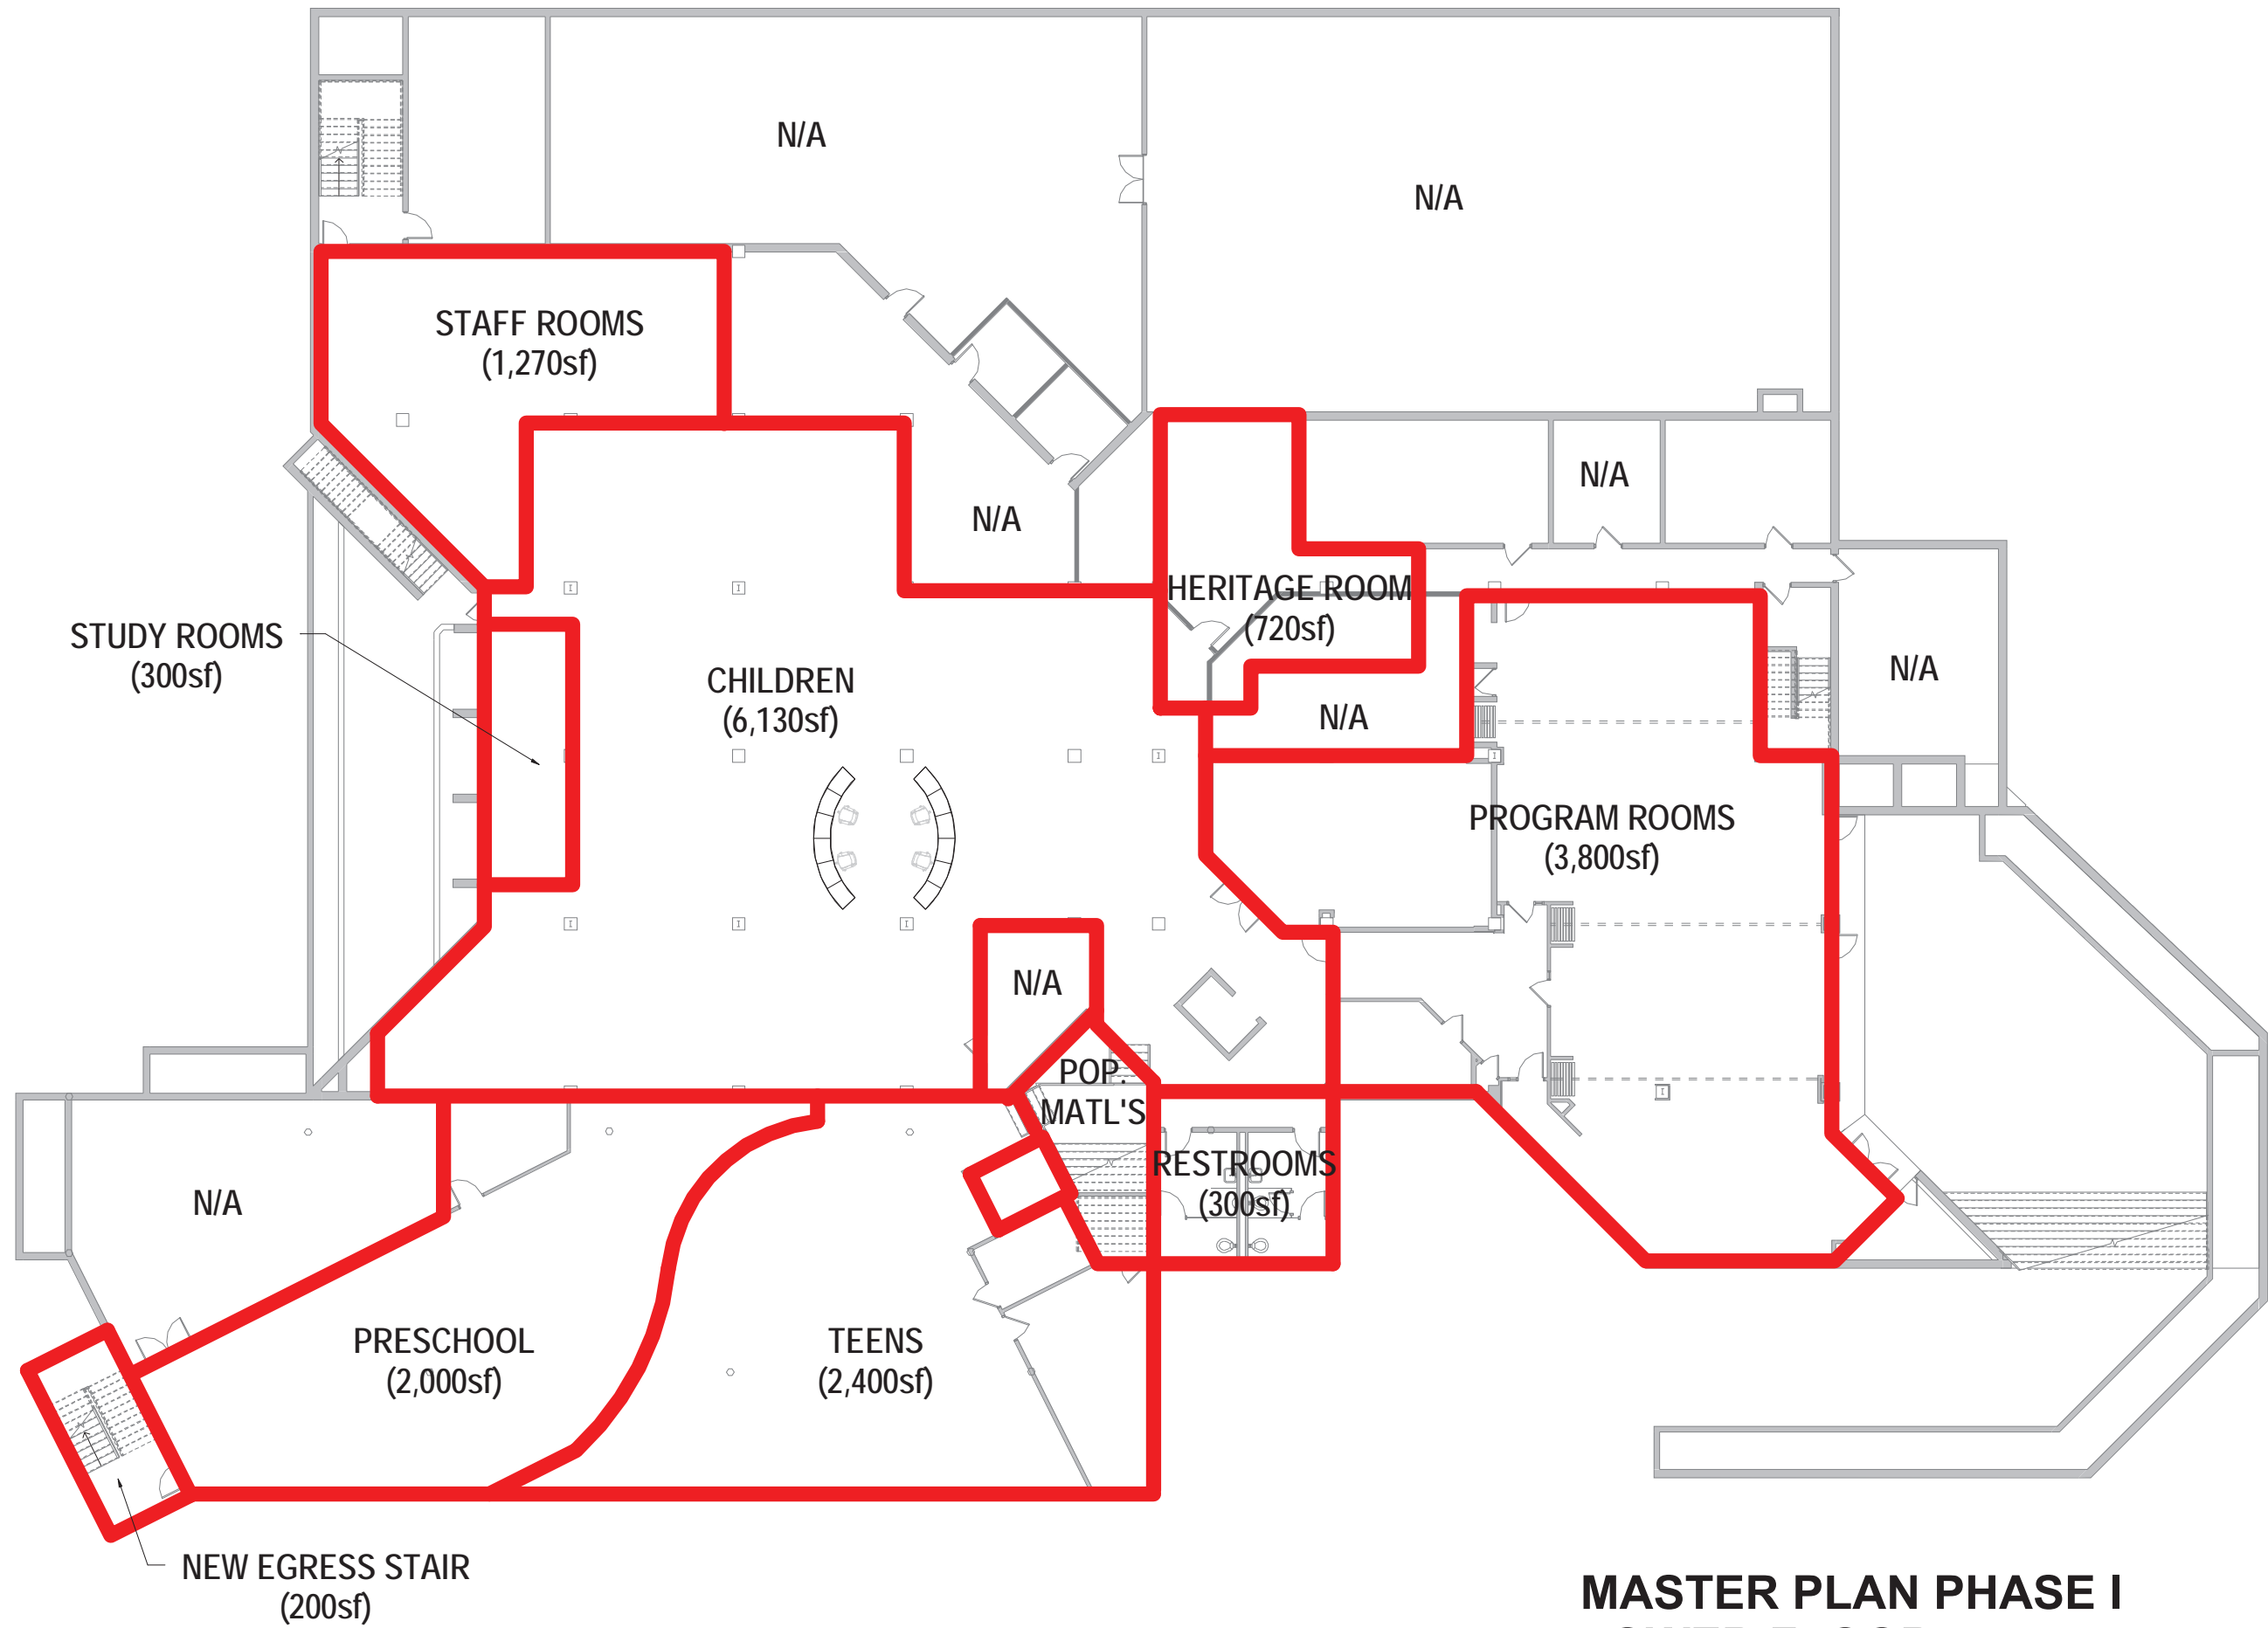 N/A
N/A
STAFF ROOMS
(1,270sf)
N/A
N/A
HERITAGE ROOM
(720sf)
STUDY ROOMS
(300sf)
CHILDREN
(6,130sf)
N/A
N/A
PROGRAM ROOMS
(3,800sf)
N/A
POP.
MATL'S
RESTROOMS
(300sf)
N/A
PRESCHOOL
(2,000sf)
TEENS
(2,400sf)
NEW EGRESS STAIR
(200sf)
MASTER PLAN PHASE I